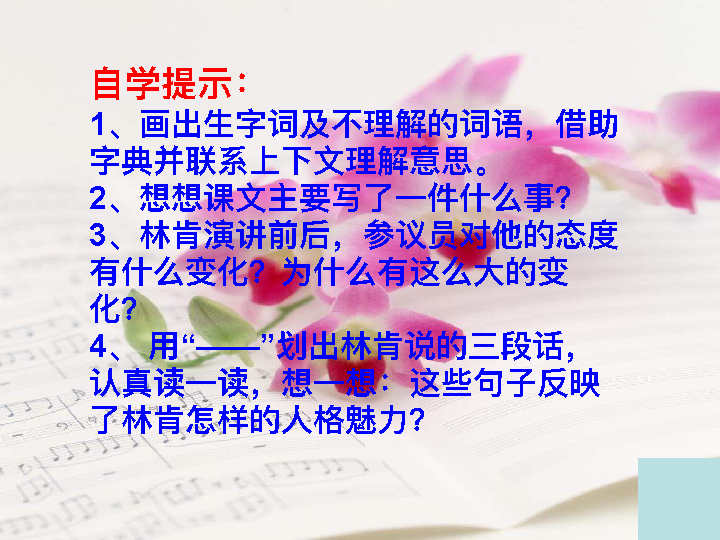 自学提示：
1、画出生字词及不理解的词语，借助
字典并联系上下文理解意思。
2、想想课文主要写了一件什么事？
3、林肯演讲前后，参议员对他的态度
有什么变化？为什么有这么大的变
化？
4、 用“——”划出林肯说的三段话，
认真读一读，想一想：这些句子反映
了林肯怎样的人格魅力？